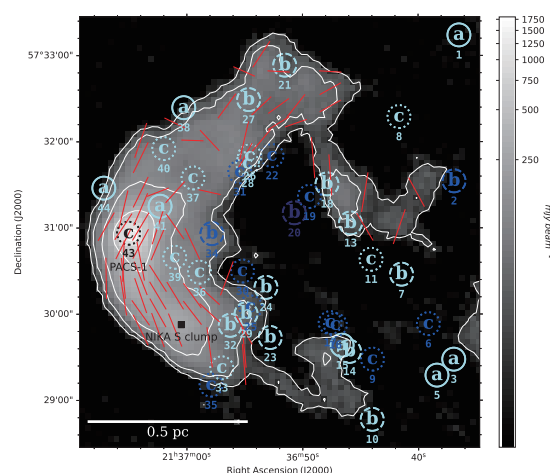 57°33'00"
32'00"
31'00"
30'00"
29'00"
Declination (J2000)
21ʰ37ᵐ00ˢ
36ᵐ50ˢ
40ˢ
Right Ascension (J2000)
1750
1500
1250
1000
750
500
250
a
1
b
21
b
27
a
38
c
8
c
40
c
22
c
37
a
44
b
2
c
19
b
20
b
13
c
43
PACS-1
c
39
c
11
b
7
b
24
b
29
b
32
b
23
c
6
NIKA S clump
c
33
c
35
b
14
c
9
a
3
a
5
b
10
0.5 pc